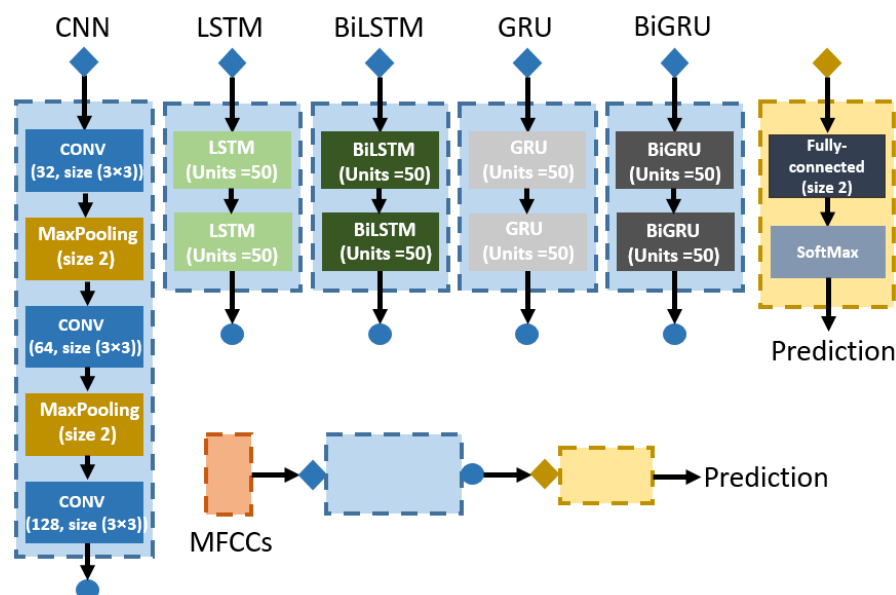 CNN
LSTM
BiLSTM
GRU
BiGRU
CONV
(32, size (3×3))
MaxPooling
(size 2)
CONV
(64, size (3×3))
MaxPooling
(size 2)
CONV
(128, size (3×3))
LSTM
(Units =50)
LSTM
(Units =50)
BiLSTM
(Units =50)
BiLSTM
(Units =50)
GRU
(Units =50)
GRU
(Units =50)
BiGRU
(Units =50)
BiGRU
(Units =50)
Fully-
connected
(size 2)
SoftMax
Prediction
MFCCs
Prediction